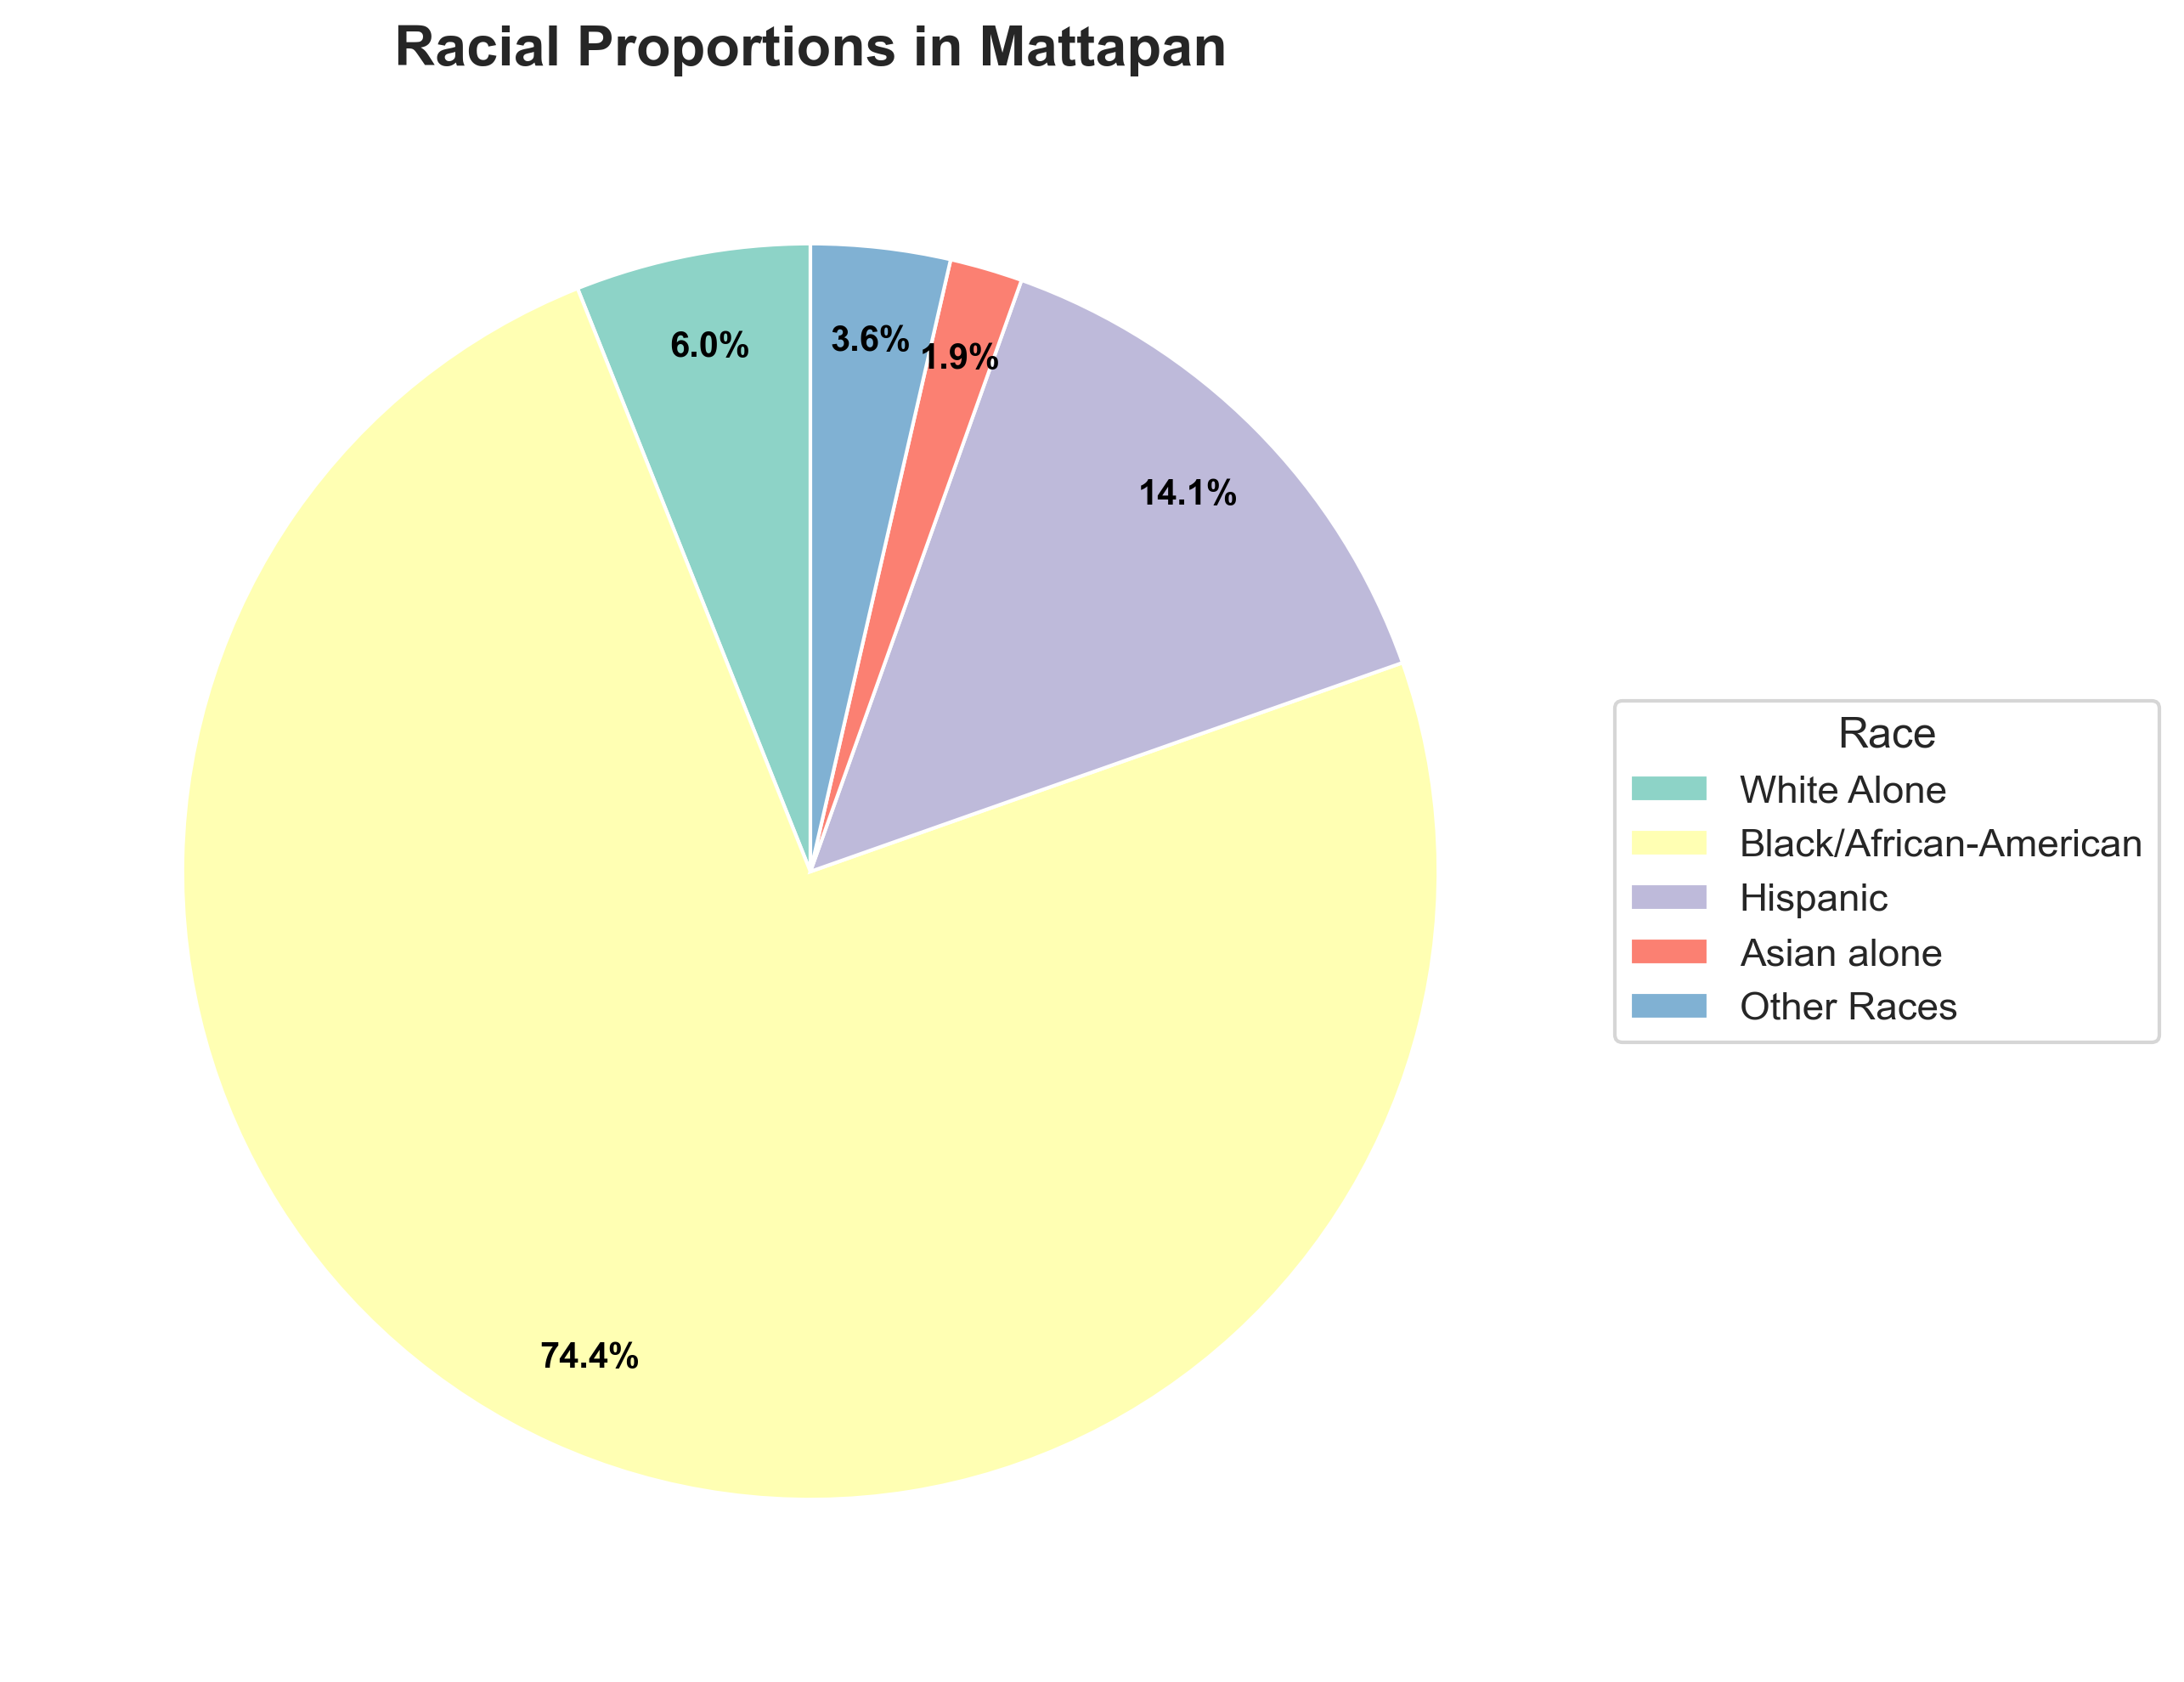 Racial Proportions in Mattapan
6.0%
3.6%
1.9%
14.1%
74.4%
Race
White Alone
Black/African-American
Hispanic
Asian alone
Other Races